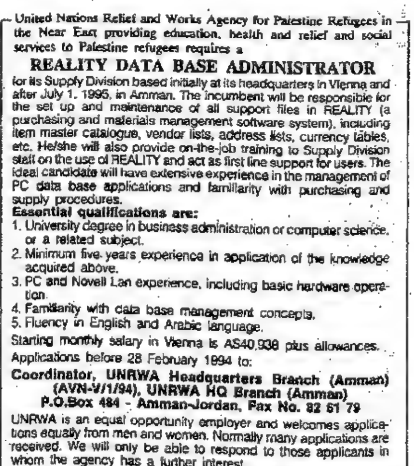 United Nations Relief and Works Agency for Palestine Refugees in
the Near East providing education, health and relief and social
services to Palestine refugees requires a
REALITY DATA BASE ADMINISTRATOR
for its Supply Division based initially at its headquarters in Vienna and
after July 1. 1995, in Amman. The incumbent will be responsible for
the set up and maintenance of all support files in REALITY (a
purchasing and materials management software system), including
item master catalogue, vendor lists, address lists, currency tables,
etc. He/she will also provide on-the-job training to Supply Division
staff on the use of REALITY and act as first line support for users. The
ideal candidate will have extensive experience in the management of
PC data base applications and familiarity with purchasing and
supply procedures.
Essential qualifications are:
1. University degree in business administration or computer science,
or a related subject.
2. Minimum five years experience in application of the knowledge
acquired above.
3. PC and Novell Lan experience, including basic hardware opera-
tion.
4. Familiarity with data base management concepts.
5. Fluency in English and Arabic language.
Starting monthly salary in Vienna is AS40,938 plus allowances.
Applications before 28 February 1994 to:
Coordinator, UNRWA Headquarters Branch (Amman)
(AVN-V/1/94), UNRWA HQ Branch (Amman)
P.O.Box 484 - Amman-Jordan, Fax No. 82 61 79
UNRWA is an equal opportunity employer and welcomes applica-
tions equally from men and women. Normally many applications are
received. We will only be able to respond to those applicants in
whom the agency has a further interest.